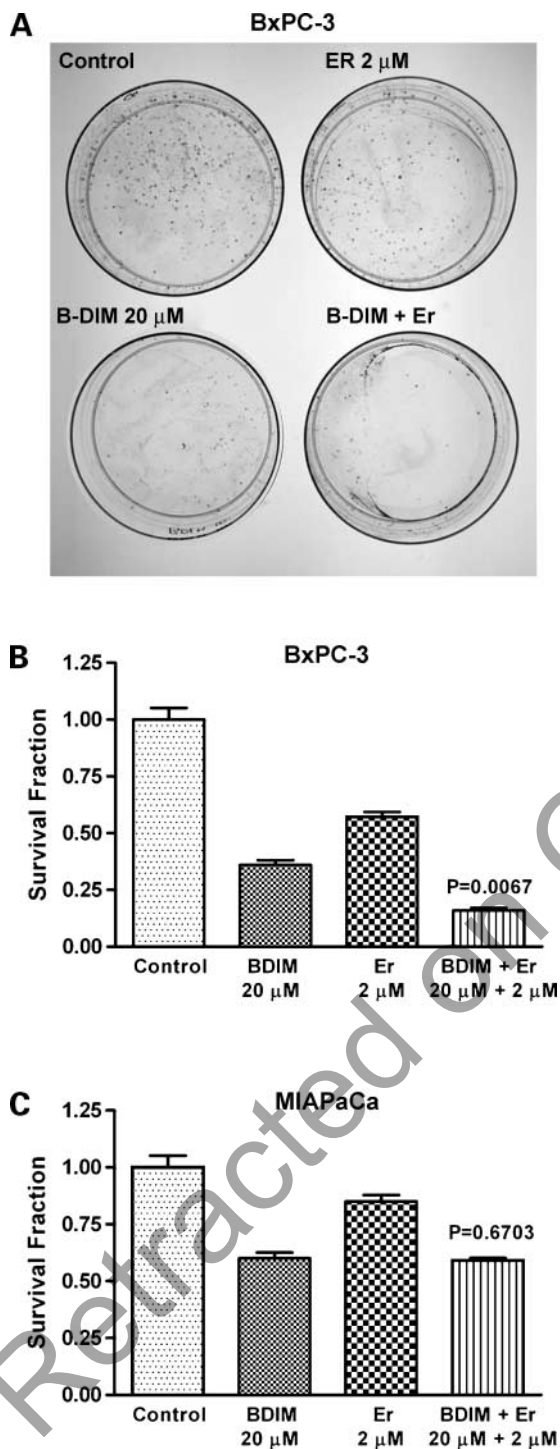 A
BxPC-3
Control
ER 2 μM
B-DIM 20 μM
B-DIM + Er
B
BxPC-3
Survival Fraction
1.25
1.00
0.75
0.50
0.25
0.00
P=0.0067
Control
BDIM
20 μM
Er
2 μM
BDIM + Er
20 μM + 2 μM
C
MIAPaCa
Survival Fraction
1.25
1.00
0.75
0.50
0.25
0.00
P=0.6703
Control
BDIM
20 μM
Er
2 μM
BDIM + Er
20 μM + 2 μM
Retracted on